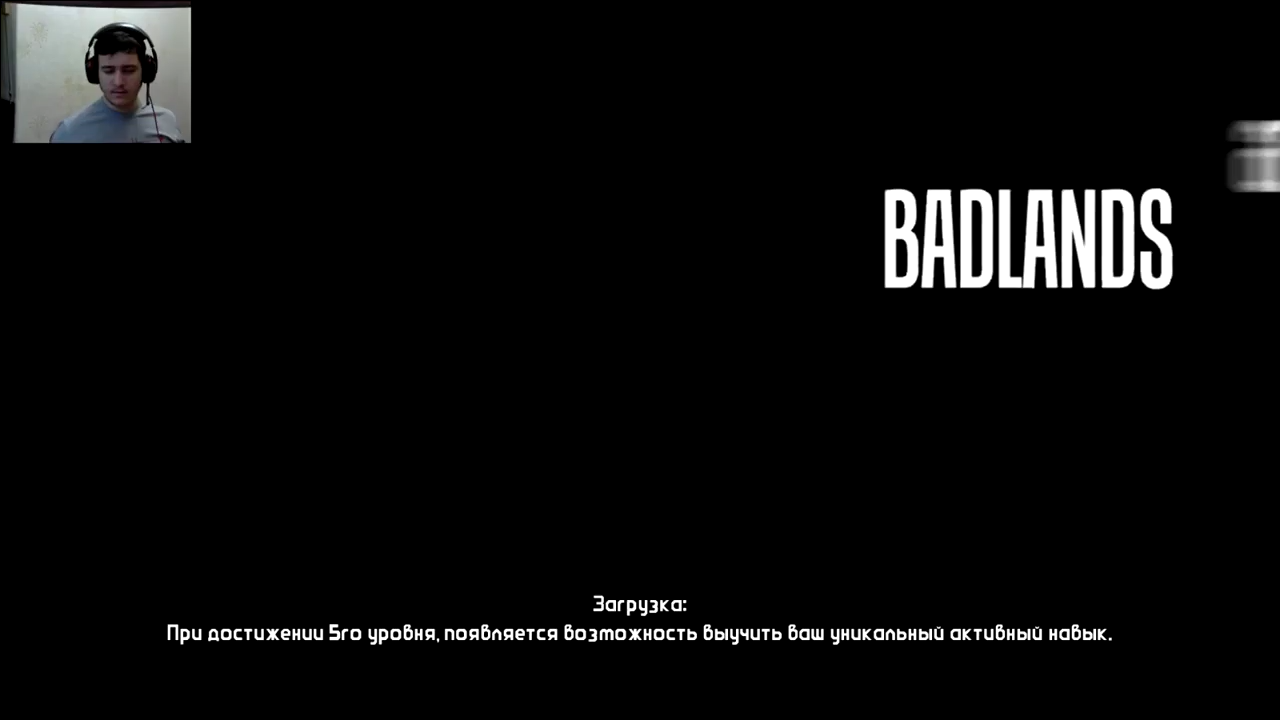 BADLANDS
Загрузка:
При достижении 5го уровня, появляется возможность выучить ваш уникальный активный навык.